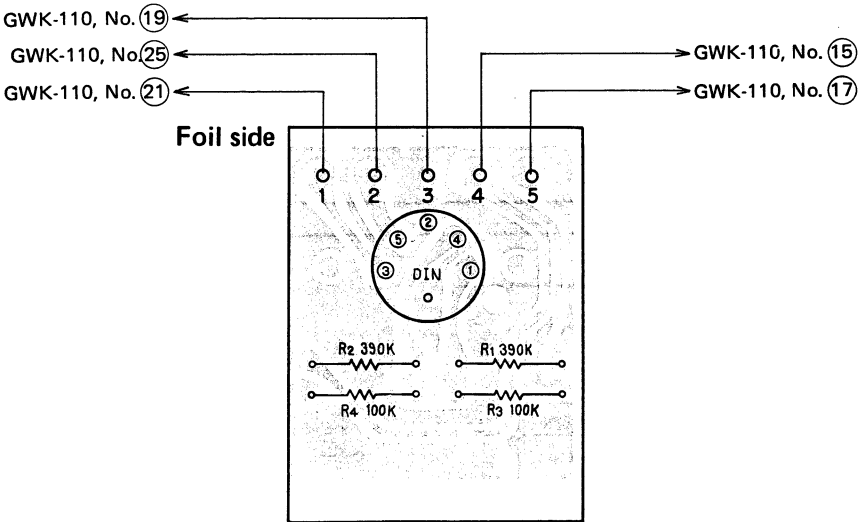 GWK-110, No. 19
GWK-110, No. 25
GWK-110, No. 21
GWK-110, No. 15
GWK-110, No. 17
Foil side
1 2 3 4 5
2
5 4
3 DIN 1
R2 390K R1 390K
R4 100K R3 100K